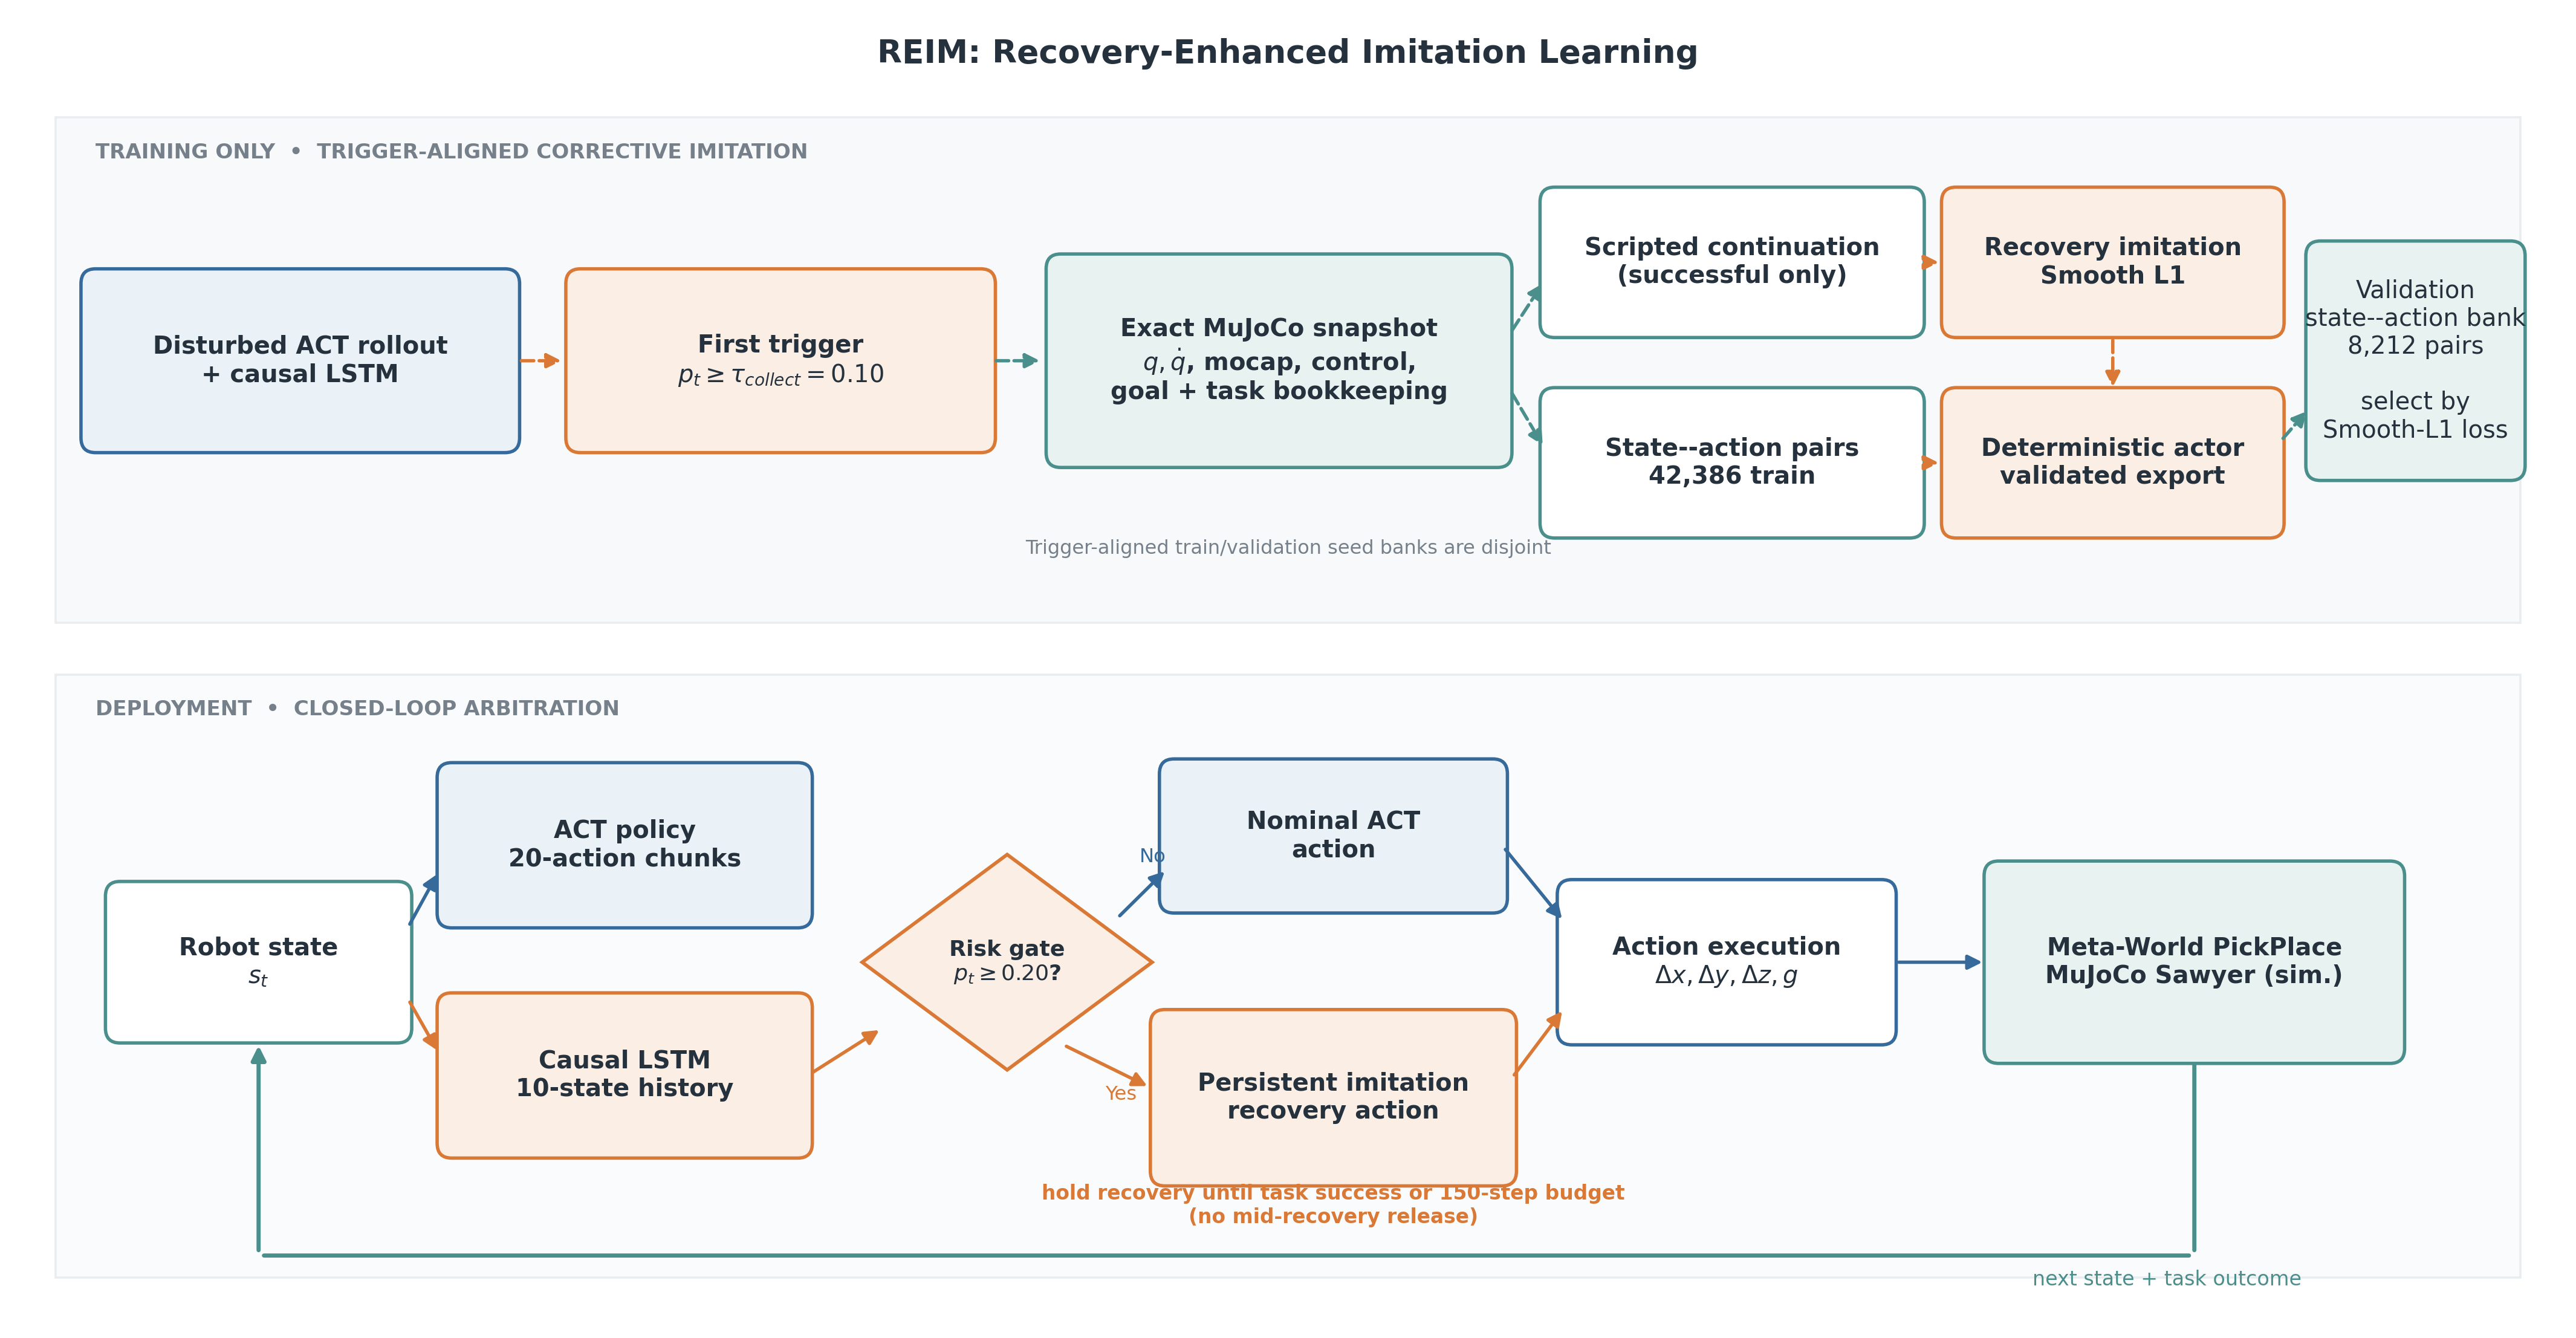 REIM: Recovery-Enhanced Imitation Learning
TRAINING ONLY • TRIGGER-ALIGNED CORRECTIVE IMITATION
Disturbed ACT rollout
+ causal LSTM
First trigger
p_t ≥ τ_collect = 0.10
Exact MuJoCo snapshot
q, q̇, mocap, control,
goal + task bookkeeping
Scripted continuation
(successful only)
Recovery imitation
Smooth L1
State--action pairs
42,386 train
Deterministic actor
validated export
Validation
state--action bank
8,212 pairs
select by
Smooth-L1 loss
Trigger-aligned train/validation seed banks are disjoint
DEPLOYMENT • CLOSED-LOOP ARBITRATION
Robot state
s_t
ACT policy
20-action chunks
Causal LSTM
10-state history
Risk gate
p_t ≥ 0.20?
No
Yes
Nominal ACT
action
Persistent imitation
recovery action
hold recovery until task success or 150-step budget
(no mid-recovery release)
Action execution
Δx, Δy, Δz, g
Meta-World PickPlace
MuJoCo Sawyer (sim.)
next state + task outcome